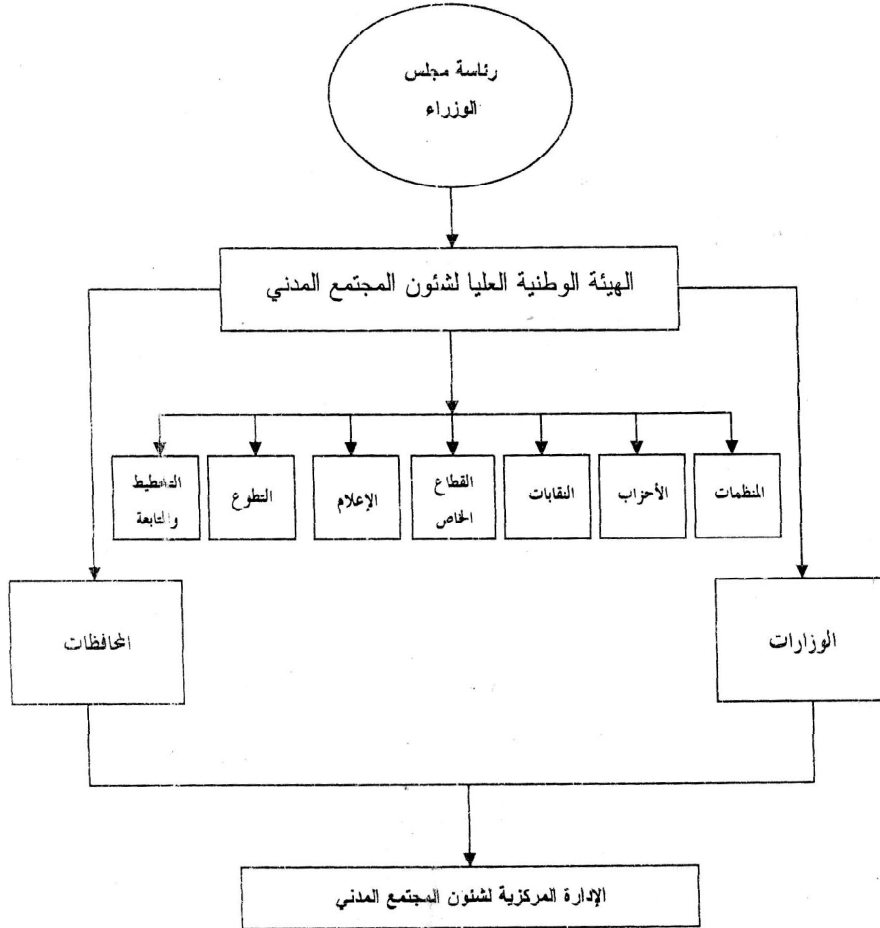 رئاسة مجلس
الوزراء
الهيئة الوطنية العليا لشئون المجتمع المدني
المنظمات
الأحزاب
النقابات
القطاع
الخاص
الإعلام
التطوع
التخطيط
والمتابعة
الوزارات
المحافظات
الإدارة المركزية لشئون المجتمع المدني